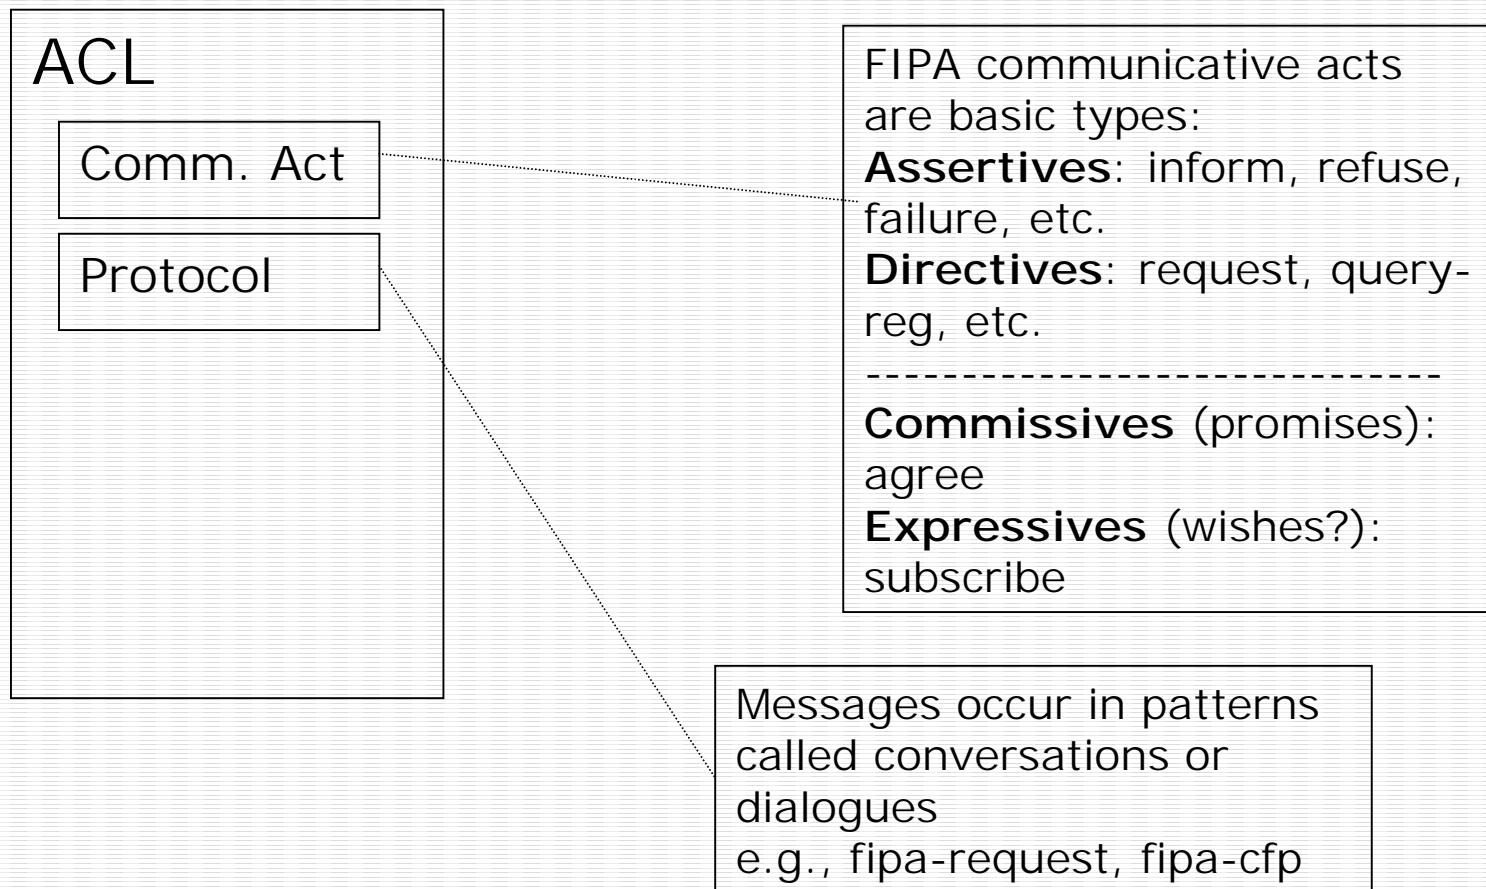 ACL
Comm. Act
Protocol
FIPA communicative acts
are basic types:
Assertives: inform, refuse,
failure, etc.
Directives: request, query-
reg, etc.
------------------------------
Commissives (promises):
agree
Expressives (wishes?):
subscribe
Messages occur in patterns
called conversations or
dialogues
e.g., fipa-request, fipa-cfp